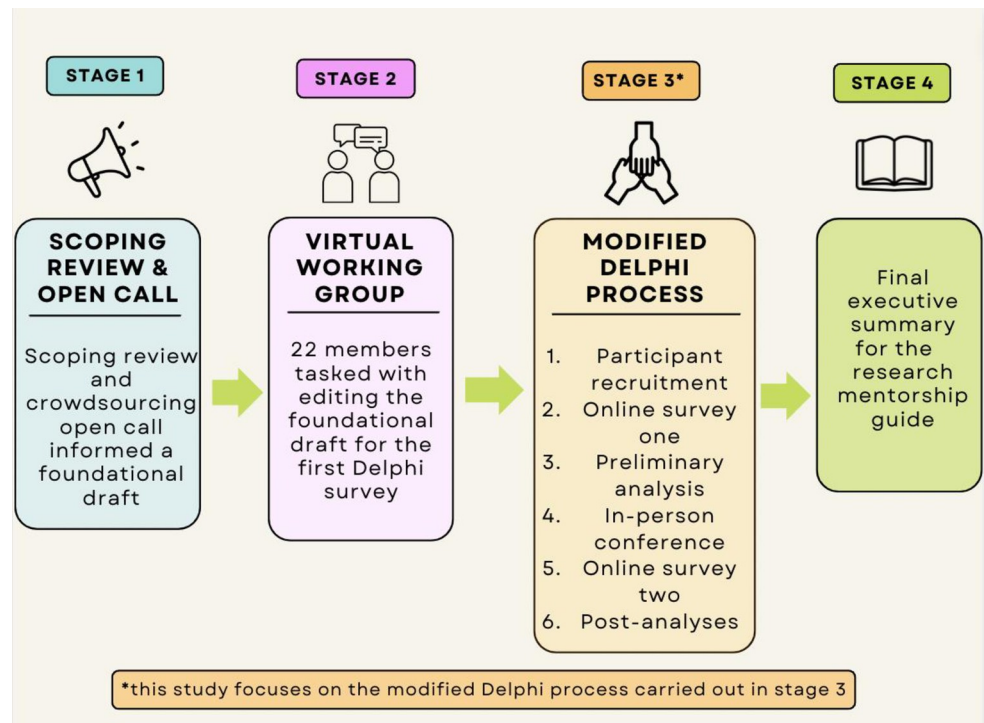 STAGE 1
SCOPING
REVIEW &
OPEN CALL
Scoping review
and
crowdsourcing
open call
informed a
foundational
draft
STAGE 2
VIRTUAL
WORKING
GROUP
22 members
tasked with
editing the
foundational
draft for the
first Delphi
survey
STAGE 3*
MODIFIED
DELPHI
PROCESS
1. Participant
recruitment
2. Online survey
one
3. Preliminary
analysis
4. In-person
conference
5. Online survey
two
6. Post-analyses
STAGE 4
Final
executive
summary
for the
research
mentorship
guide
*this study focuses on the modified Delphi process carried out in stage 3